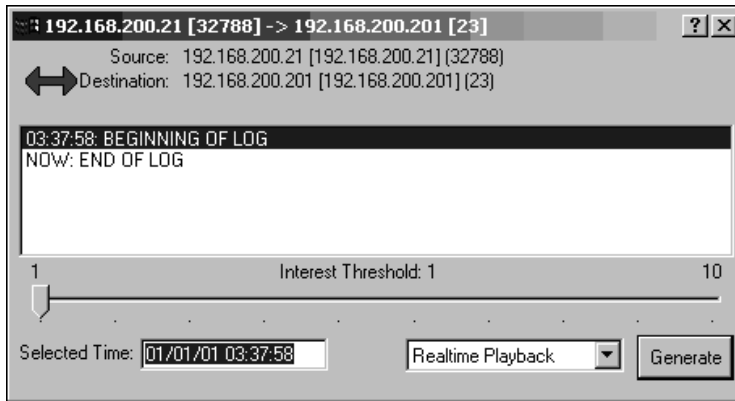 192.168.200.21 [32788] -> 192.168.200.201 [23]
Source: 192.168.200.21 [192.168.200.21] (32788)
Destination: 192.168.200.201 [192.168.200.201] (23)
03:37:58: BEGINNING OF LOG
NOW: END OF LOG
1 Interest Threshold: 1 10
Selected Time: 01/01/01 03:37:58 Realtime Playback Generate